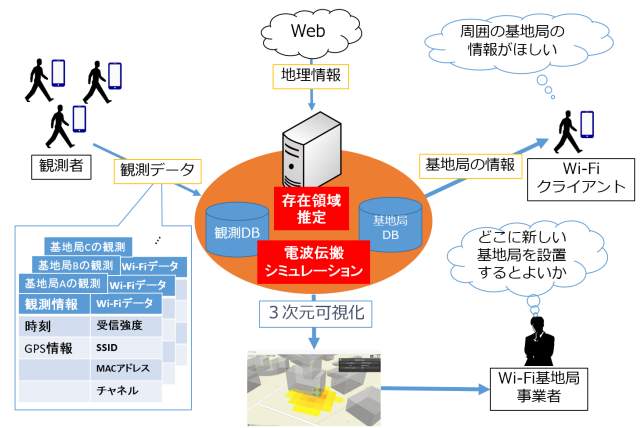 Web
地理情報
周囲の基地局の
情報がほしい
観測者
観測データ
基地局の情報
Wi-Fi
クライアント
存在領域
推定
観測DB
基地局
DB
電波伝搬
シミュレーション
どこに新しい
基地局を設置
するとよいか
基地局Cの観測
基地局Bの観測
Wi-Fiデータ
基地局Aの観測
Wi-Fiデータ
観測情報
Wi-Fiデータ
時刻
受信強度
GPS情報
SSID
MACアドレス
チャネル
３次元可視化
Wi-Fi基地局
事業者